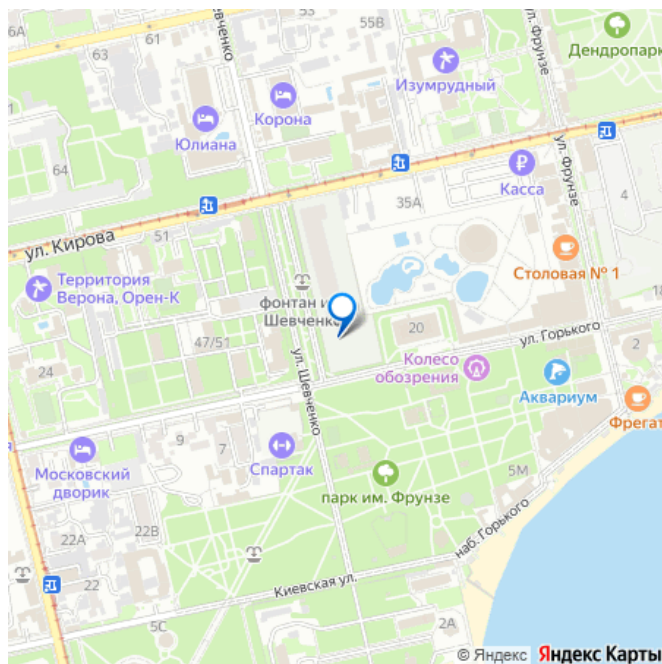 61
63
55В
ул. Фрунзе
Дендропарк
Шевченко
Изумрудный
Корона
Юлиана
64
ул. Фрунзе
Касса
4
35А
51
ул. Кирова
Столовая № 1
Территория
Верона, Орен-К
фонтан и
Шевченко
20
ул. Горького
18
2
47/51
24
Колесо
обозрения
Аквариум
Фрегат
ул. Шевченко
9
7
Спартак
Московский
дворик
5М
парк им. Фрунзе
22В
22А
наб. Горького
22
Киевская ул.
5С
2А
© Яндекс Яндекс Карты